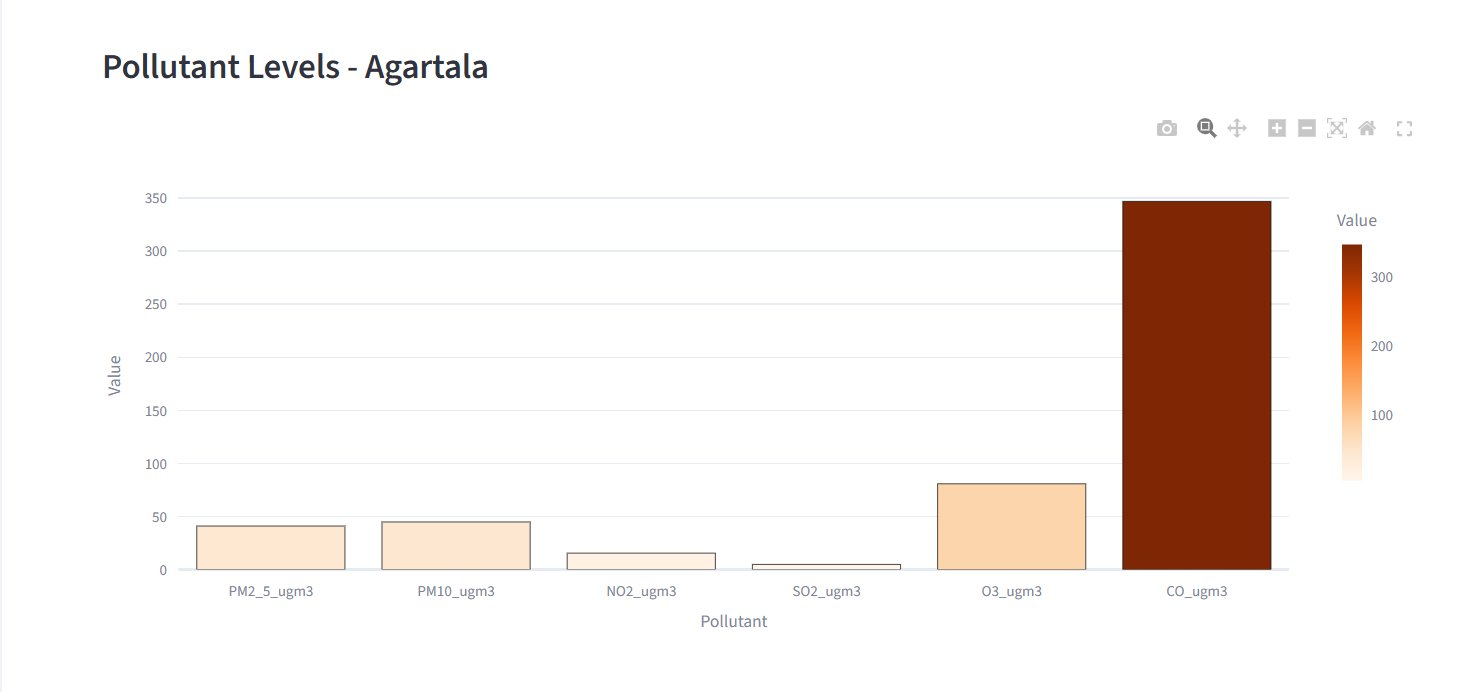 Pollutant Levels - Agartala
350
300
250
200
150
100
50
0
Value
PM2_5_ugm3 PM10_ugm3 NO2_ugm3 SO2_ugm3 O3_ugm3 CO_ugm3
Pollutant
Value
300
200
100